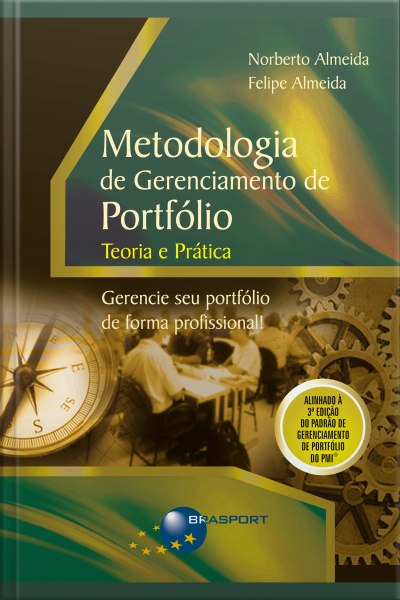 Norberto Almeida
Felipe Almeida
Metodologia
de Gerenciamento de
Portfólio
Teoria e Prática
Gerencie seu portfólio
de forma profissional!
ALINHADO À
3ª EDIÇÃO
DO PADRÃO DE
GERENCIAMENTO
DE PORTFÓLIO
DO PMI®
BRASPORT